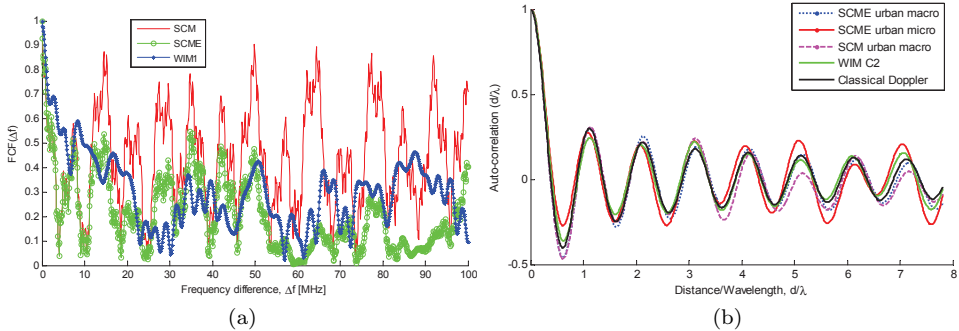 1
0.9
0.8
0.7
0.6
0.5
0.4
0.3
0.2
0.1
0
FCF(Δf)
0 10 20 30 40 50 60 70 80 90 100
Frequency difference, Δf [MHz]
SCM
SCME
WIM1
(a)
1
0.5
0
-0.5
Auto-correlation (d/λ)
0 1 2 3 4 5 6 7 8
Distance/Wavelength, d/λ
SCME urban macro
SCME urban micro
SCM urban macro
WIM C2
Classical Doppler
(b)